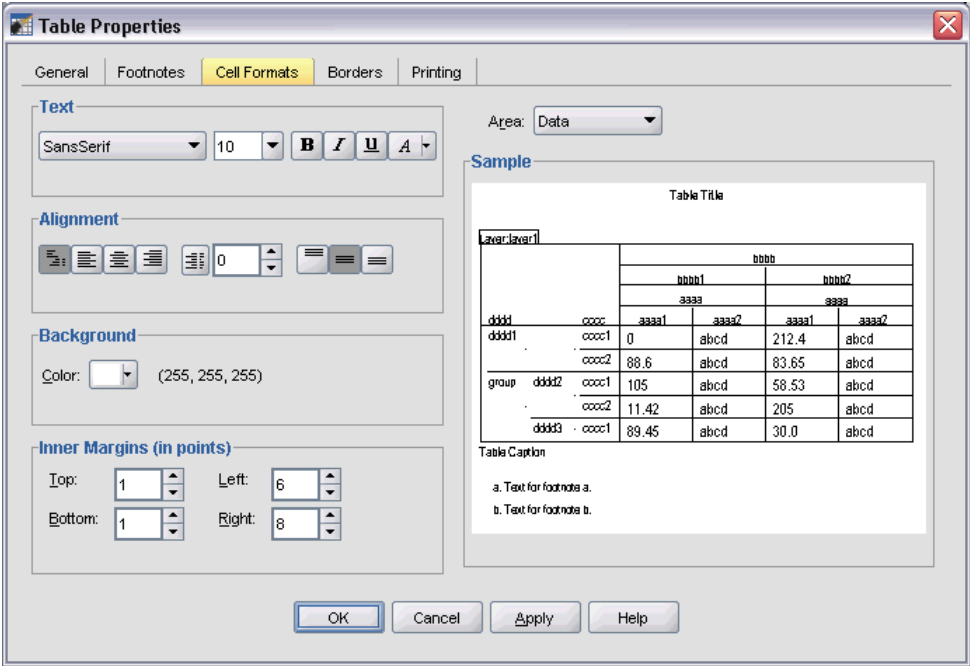 Table Properties
General Footnotes Cell Formats Borders Printing
Text
SansSerif 10 B I U A
Alignment
0
Background
Color: (255, 255, 255)
Inner Margins (in points)
Top: 1 Left: 6
Bottom: 1 Right: 8
Area: Data
Sample
Table Title
Layer:layer1
bbbb
bbbb1 bbbb2
aaaa aaaa
dddd cccc aaaa1 aaaa2 aaaa1 aaaa2
dddd1 cccc1 0 abcd 212.4 abcd
cccc2 88.6 abcd 83.65 abcd
group dddd2 cccc1 105 abcd 58.53 abcd
cccc2 11.42 abcd 205 abcd
dddd3 cccc1 89.45 abcd 30.0 abcd
Table Caption
a. Text for footnote a.
b. Text for footnote b.
OK Cancel Apply Help